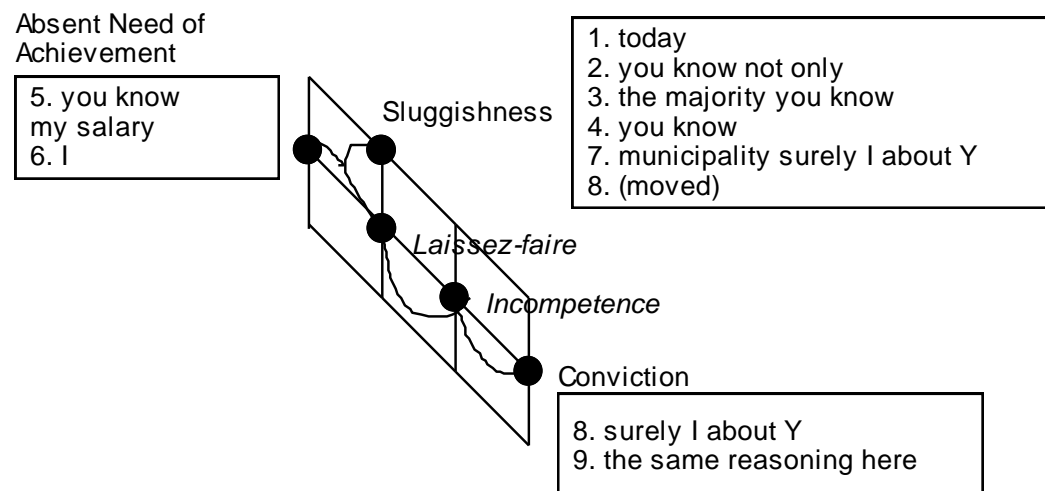 Absent Need of
Achievement
5. you know
my salary
6. I
Sluggishness
1. today
2. you know not only
3. the majority you know
4. you know
7. municipality surely I about Y
8. (moved)
Laissez-faire
Incompetence
Conviction
8. surely I about Y
9. the same reasoning here